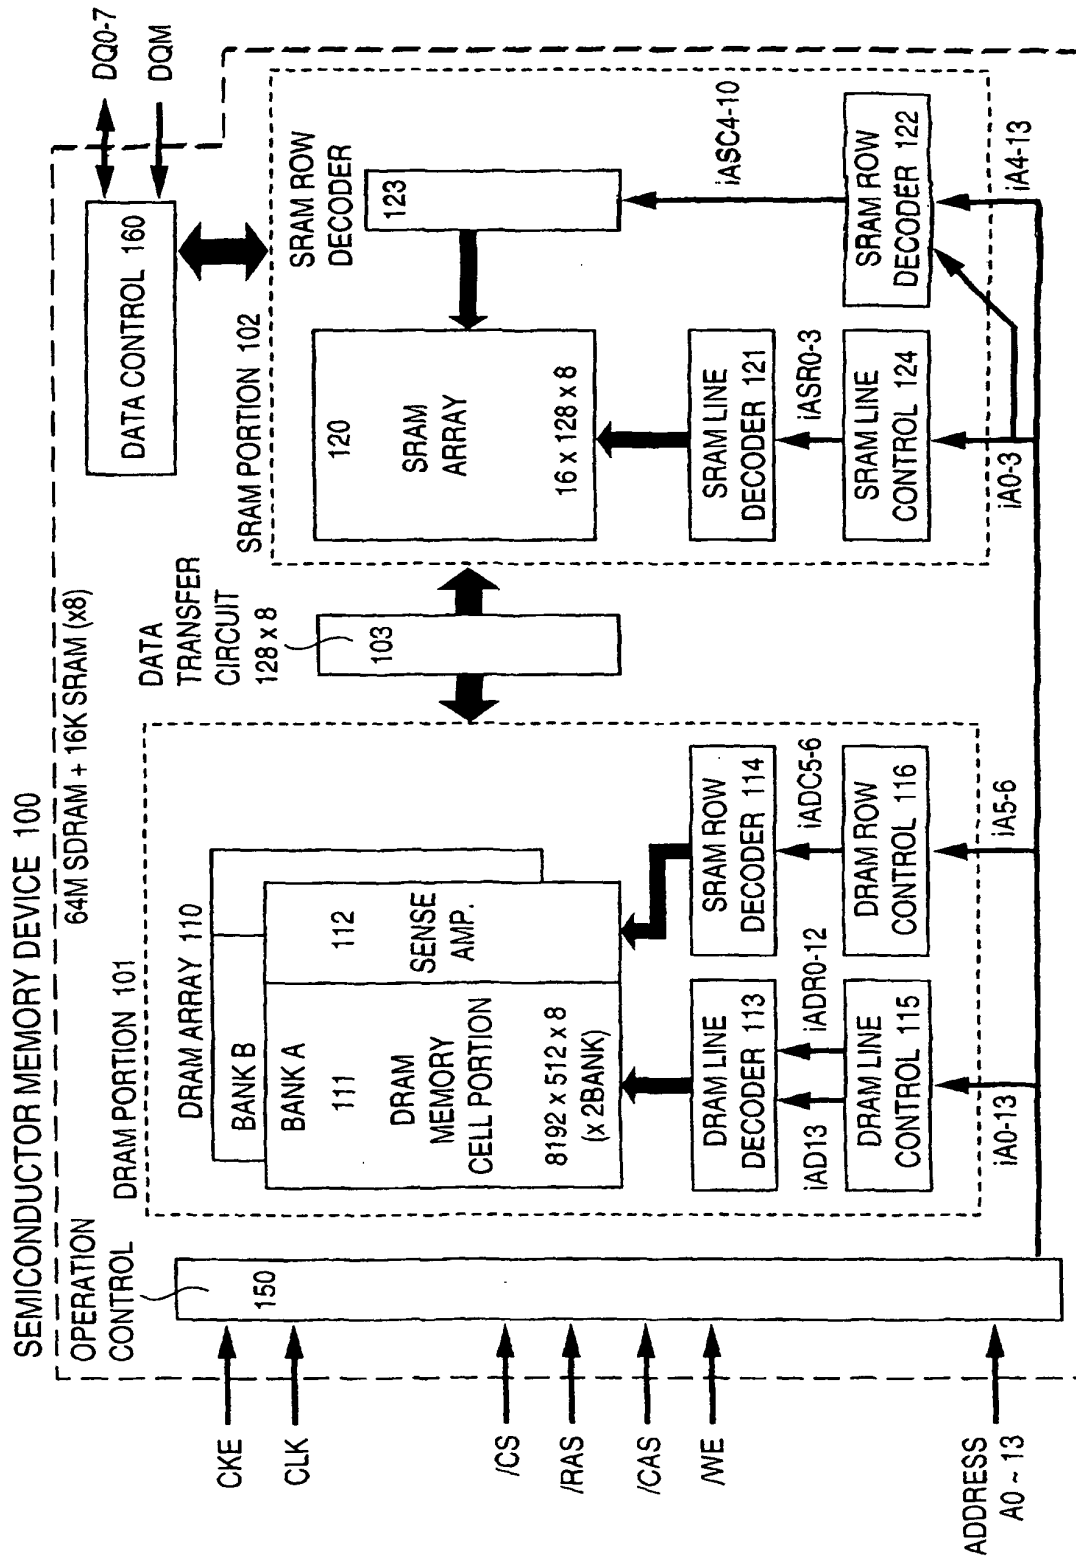 SEMICONDUCTOR MEMORY DEVICE 100
64M SDRAM + 16K SRAM (x8)
OPERATION
CONTROL
150
CKE
CLK
/CS
/RAS
/CAS
/WE
ADDRESS
A0 ~ 13
DRAM PORTION 101
DRAM ARRAY 110
BANK B
BANK A
111
DRAM
MEMORY
CELL PORTION
8192 x 512 x 8
(x 2BANK)
112
SENSE
AMP.
DRAM LINE
DECODER 113
iAD13
iADR0-12
DRAM LINE
CONTROL 115
iA0-13
SRAM ROW
DECODER 114
iADC5-6
DRAM ROW
CONTROL 116
iA5-6
DATA
TRANSFER
CIRCUIT
128 x 8
103
SRAM PORTION 102
120
SRAM
ARRAY
16 x 128 x 8
SRAM LINE
DECODER 121
iASR0-3
SRAM LINE
CONTROL 124
iA0-3
SRAM ROW
DECODER
123
iASC4-10
SRAM ROW
DECODER 122
iA4-13
DATA CONTROL 160
DQ0-7
DQM